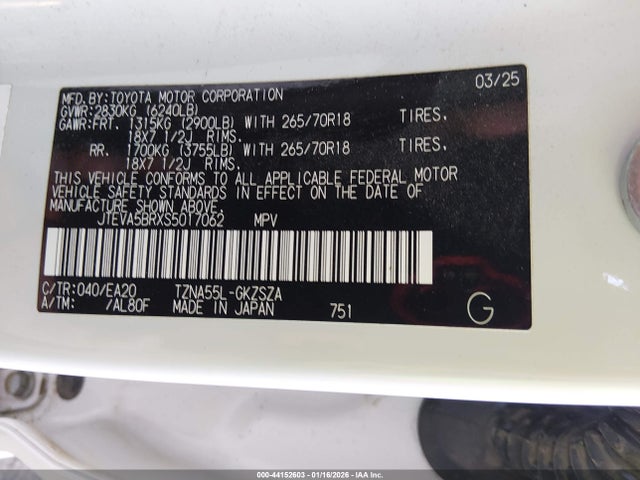 03/25
MFD.BY:TOYOTA MOTOR CORPORATION
GVWR:2830KG (6240LB)
GAWR:FRT. 1315KG (2900LB) WITH 265/70R18 TIRES.
18X7 1/2J RIMS.
RR. 1700KG (3755LB) WITH 265/70R18 TIRES.
18X7 1/2J RIMS.
THIS VEHICLE CONFORMS TO ALL APPLICABLE FEDERAL MOTOR
VEHICLE SAFETY STANDARDS IN EFFECT ON THE DATE OF
MANUFACTURE SHOWN ABOVE.
JTEVA5BRXS5017062 MPV
C/TR:040/EA20 TZNA55L-GKZSZA
A/TM: /AL80F MADE IN JAPAN 751 G
000-44152603 - 01/16/2026 - IAA Inc.